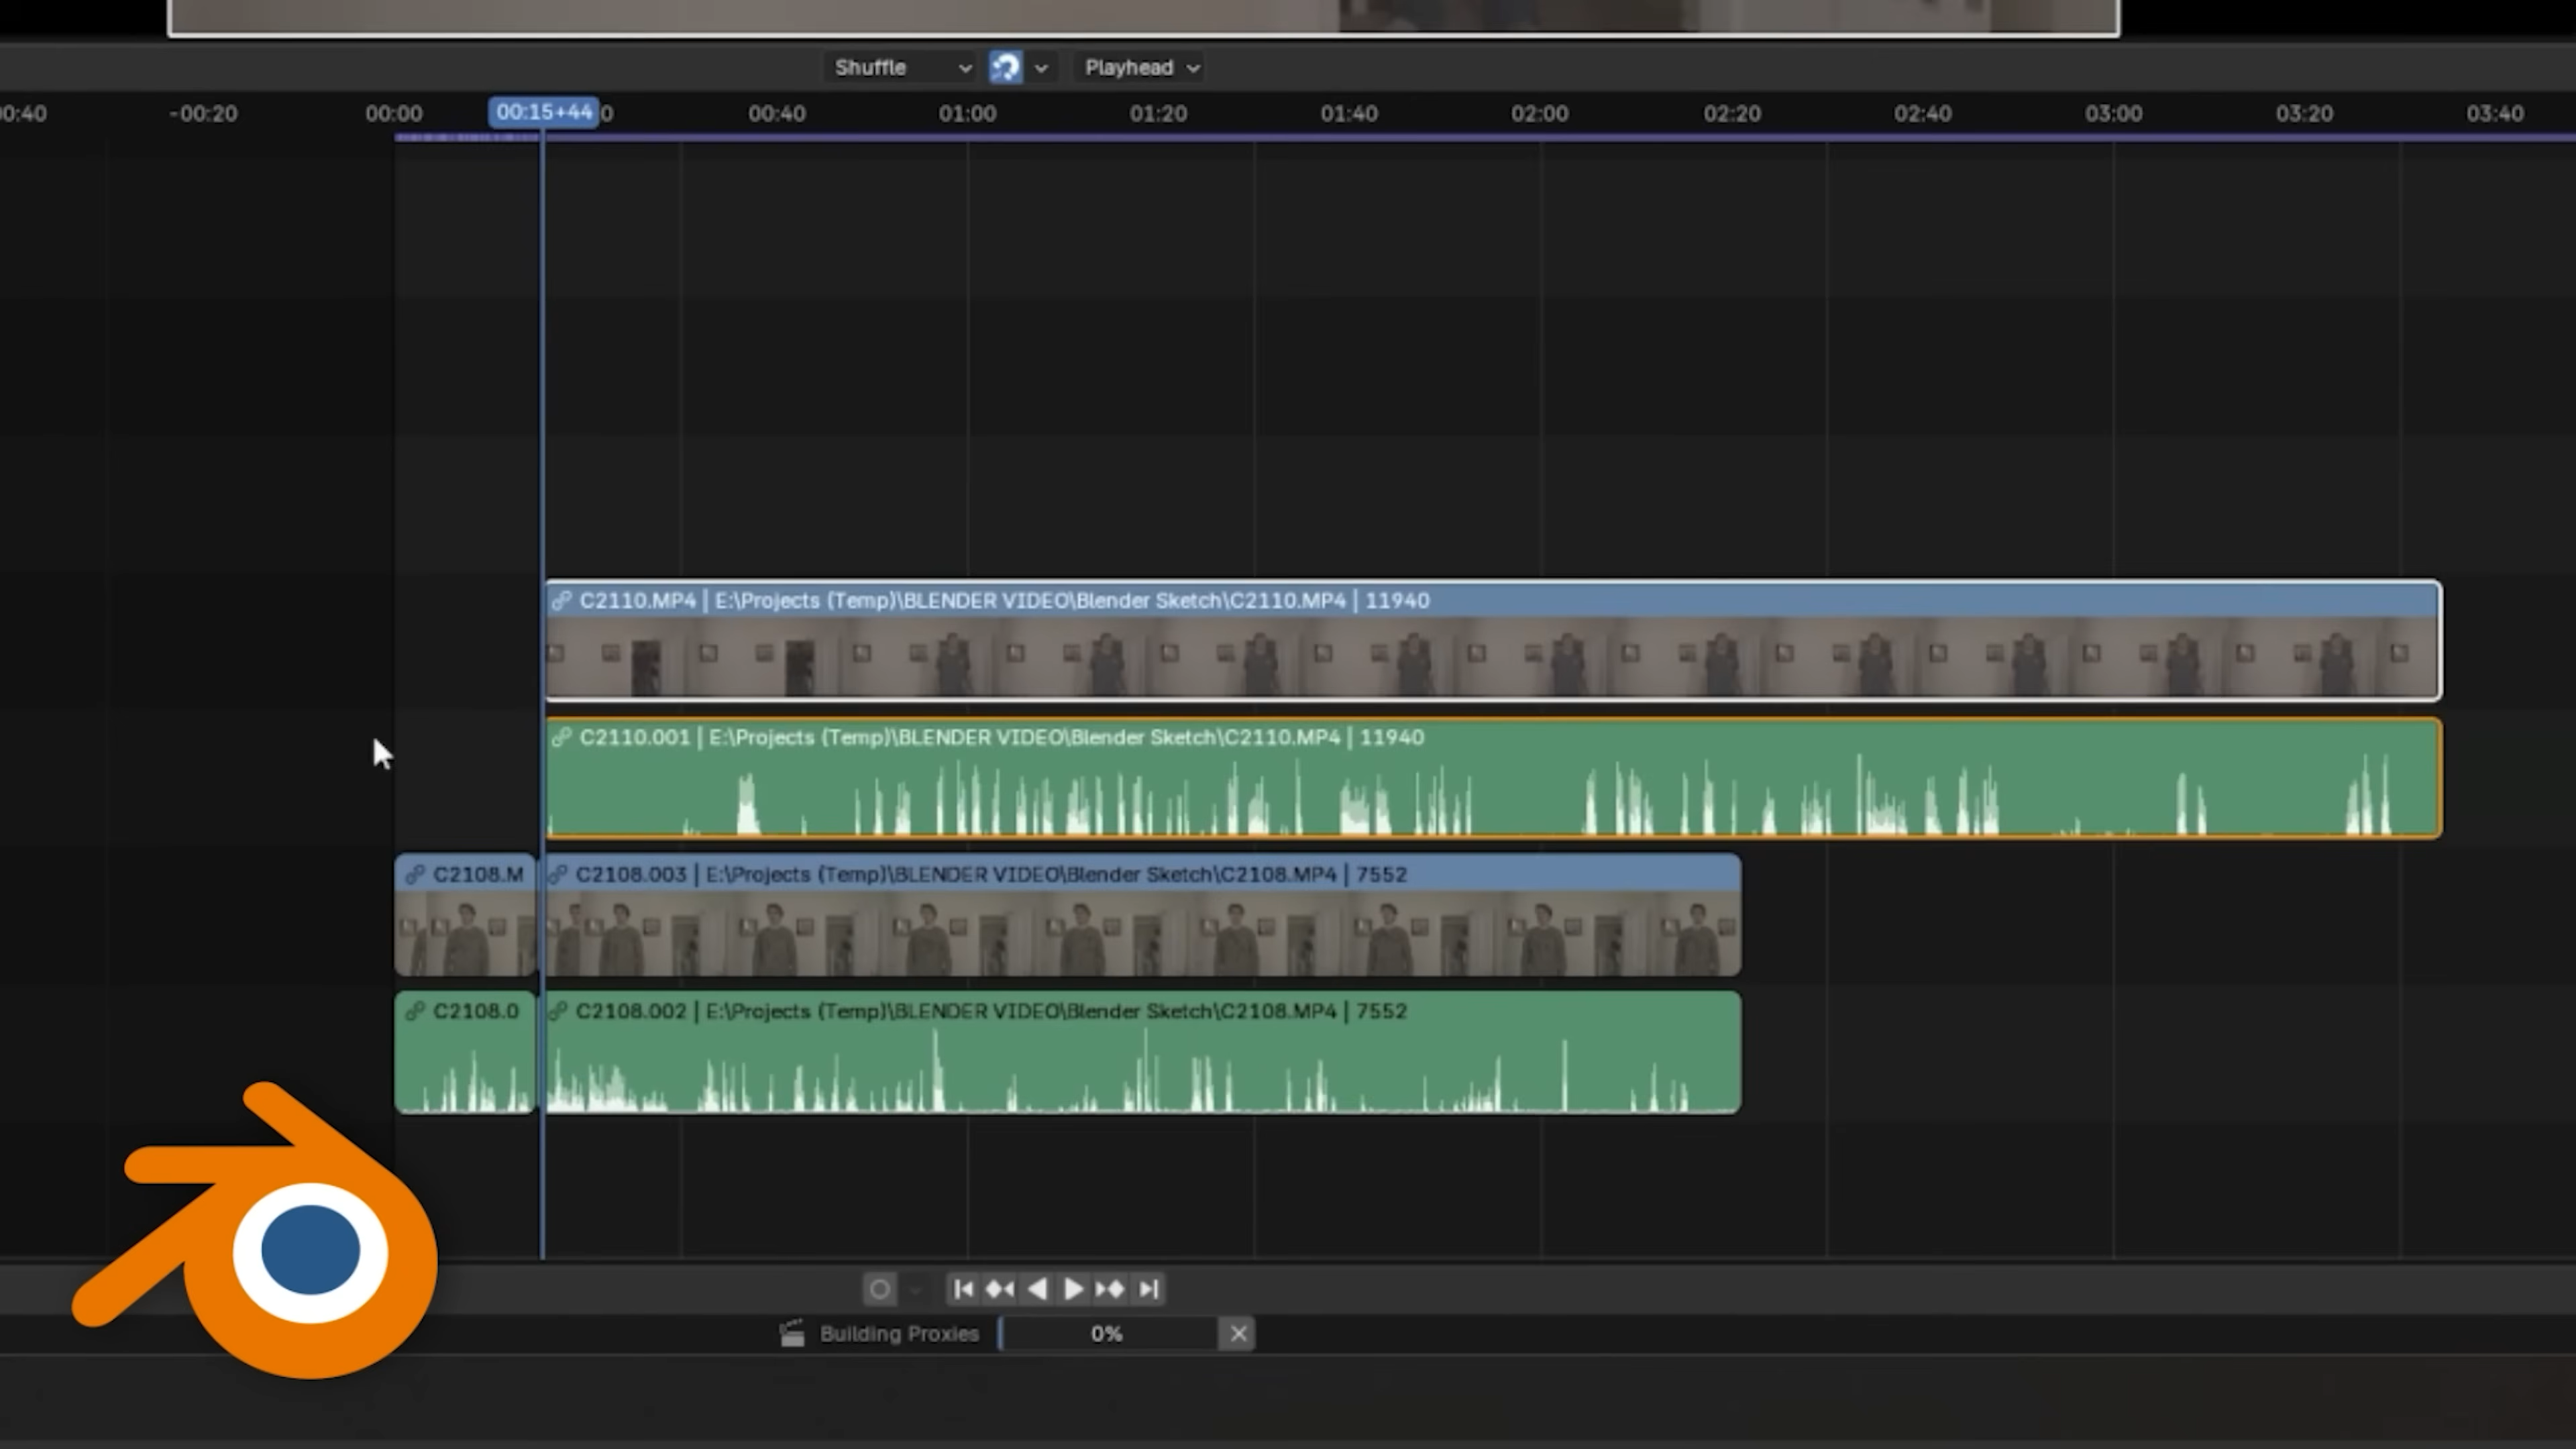 Shuffle
Playhead
0:40
-00:20
00:00
00:15+44
0
00:40
01:00
01:20
01:40
02:00
02:20
02:40
03:00
03:20
03:40
C2110.MP4 | E:\Projects (Temp)\BLENDER VIDEO\Blender Sketch\C2110.MP4 | 11940
C2110.001 | E:\Projects (Temp)\BLENDER VIDEO\Blender Sketch\C2110.MP4 | 11940
C2108.M
C2108.003 | E:\Projects (Temp)\BLENDER VIDEO\Blender Sketch\C2108.MP4 | 7552
C2108.0
C2108.002 | E:\Projects (Temp)\BLENDER VIDEO\Blender Sketch\C2108.MP4 | 7552
Building Proxies
0%